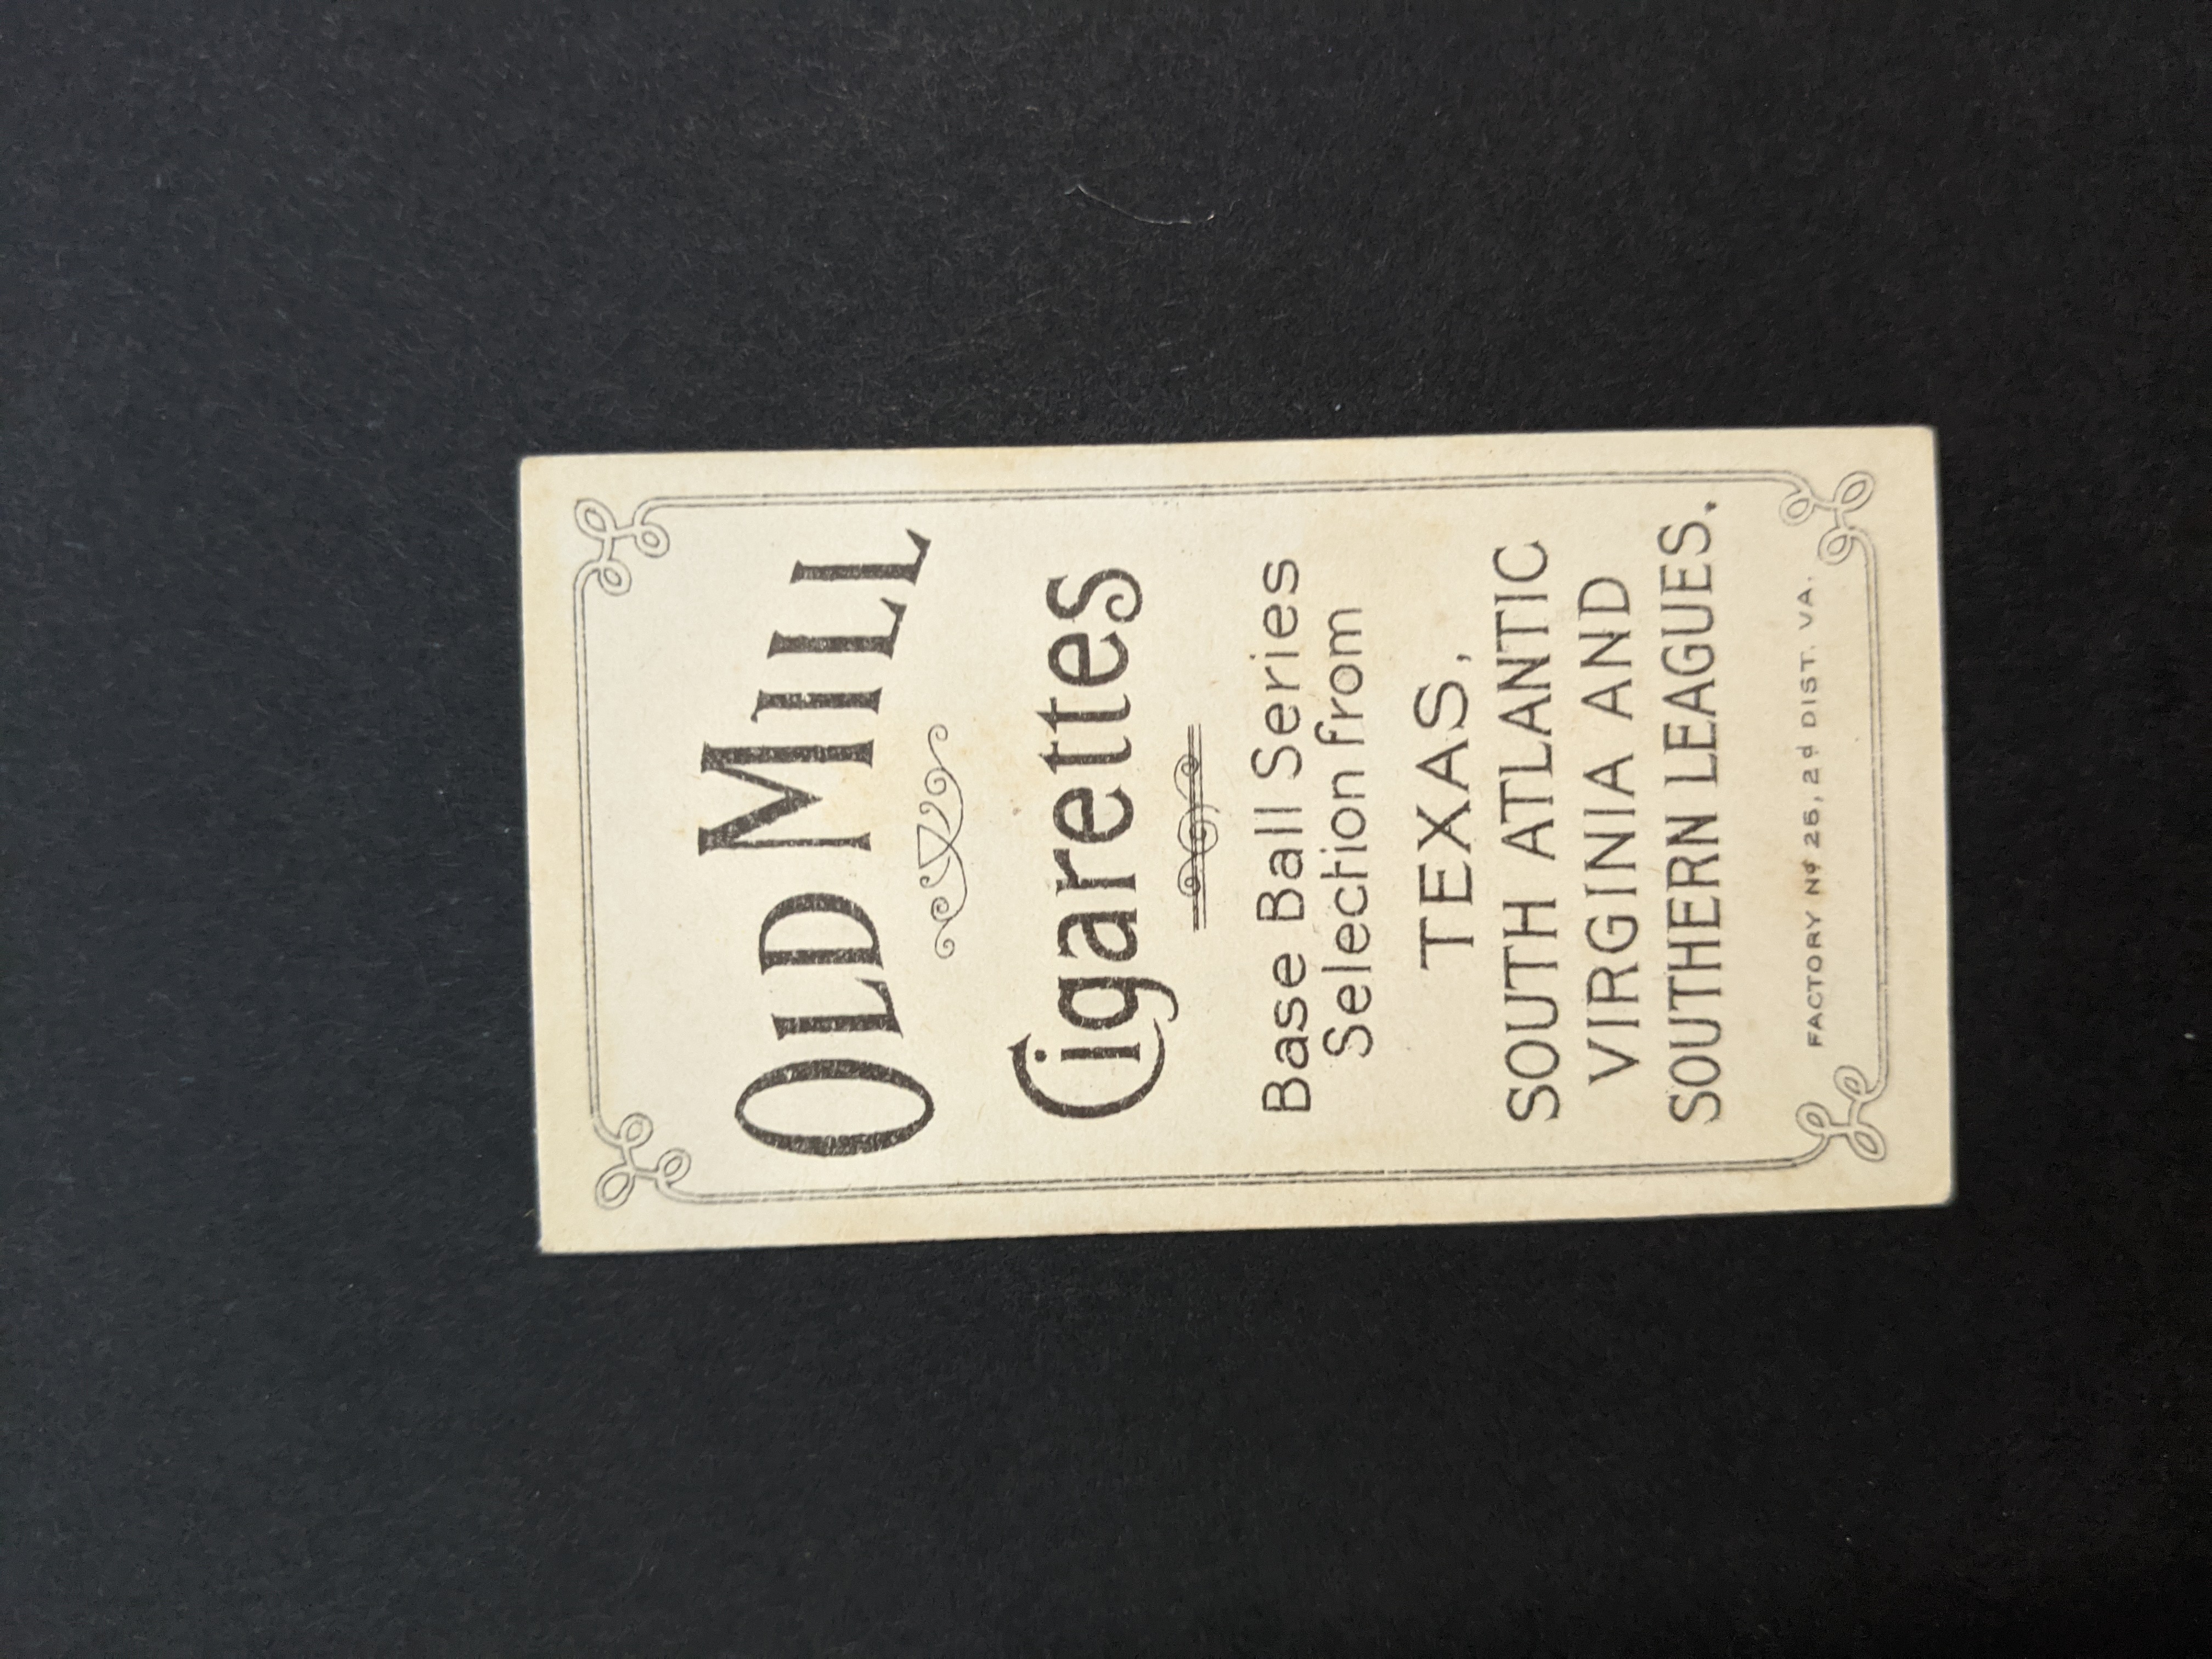 OLD MILL
Cigarettes
Base Ball Series
Selection from
TEXAS,
SOUTH ATLANTIC
VIRGINIA AND
SOUTHERN LEAGUES.
FACTORY Nº 25, 2d DIST. VA.